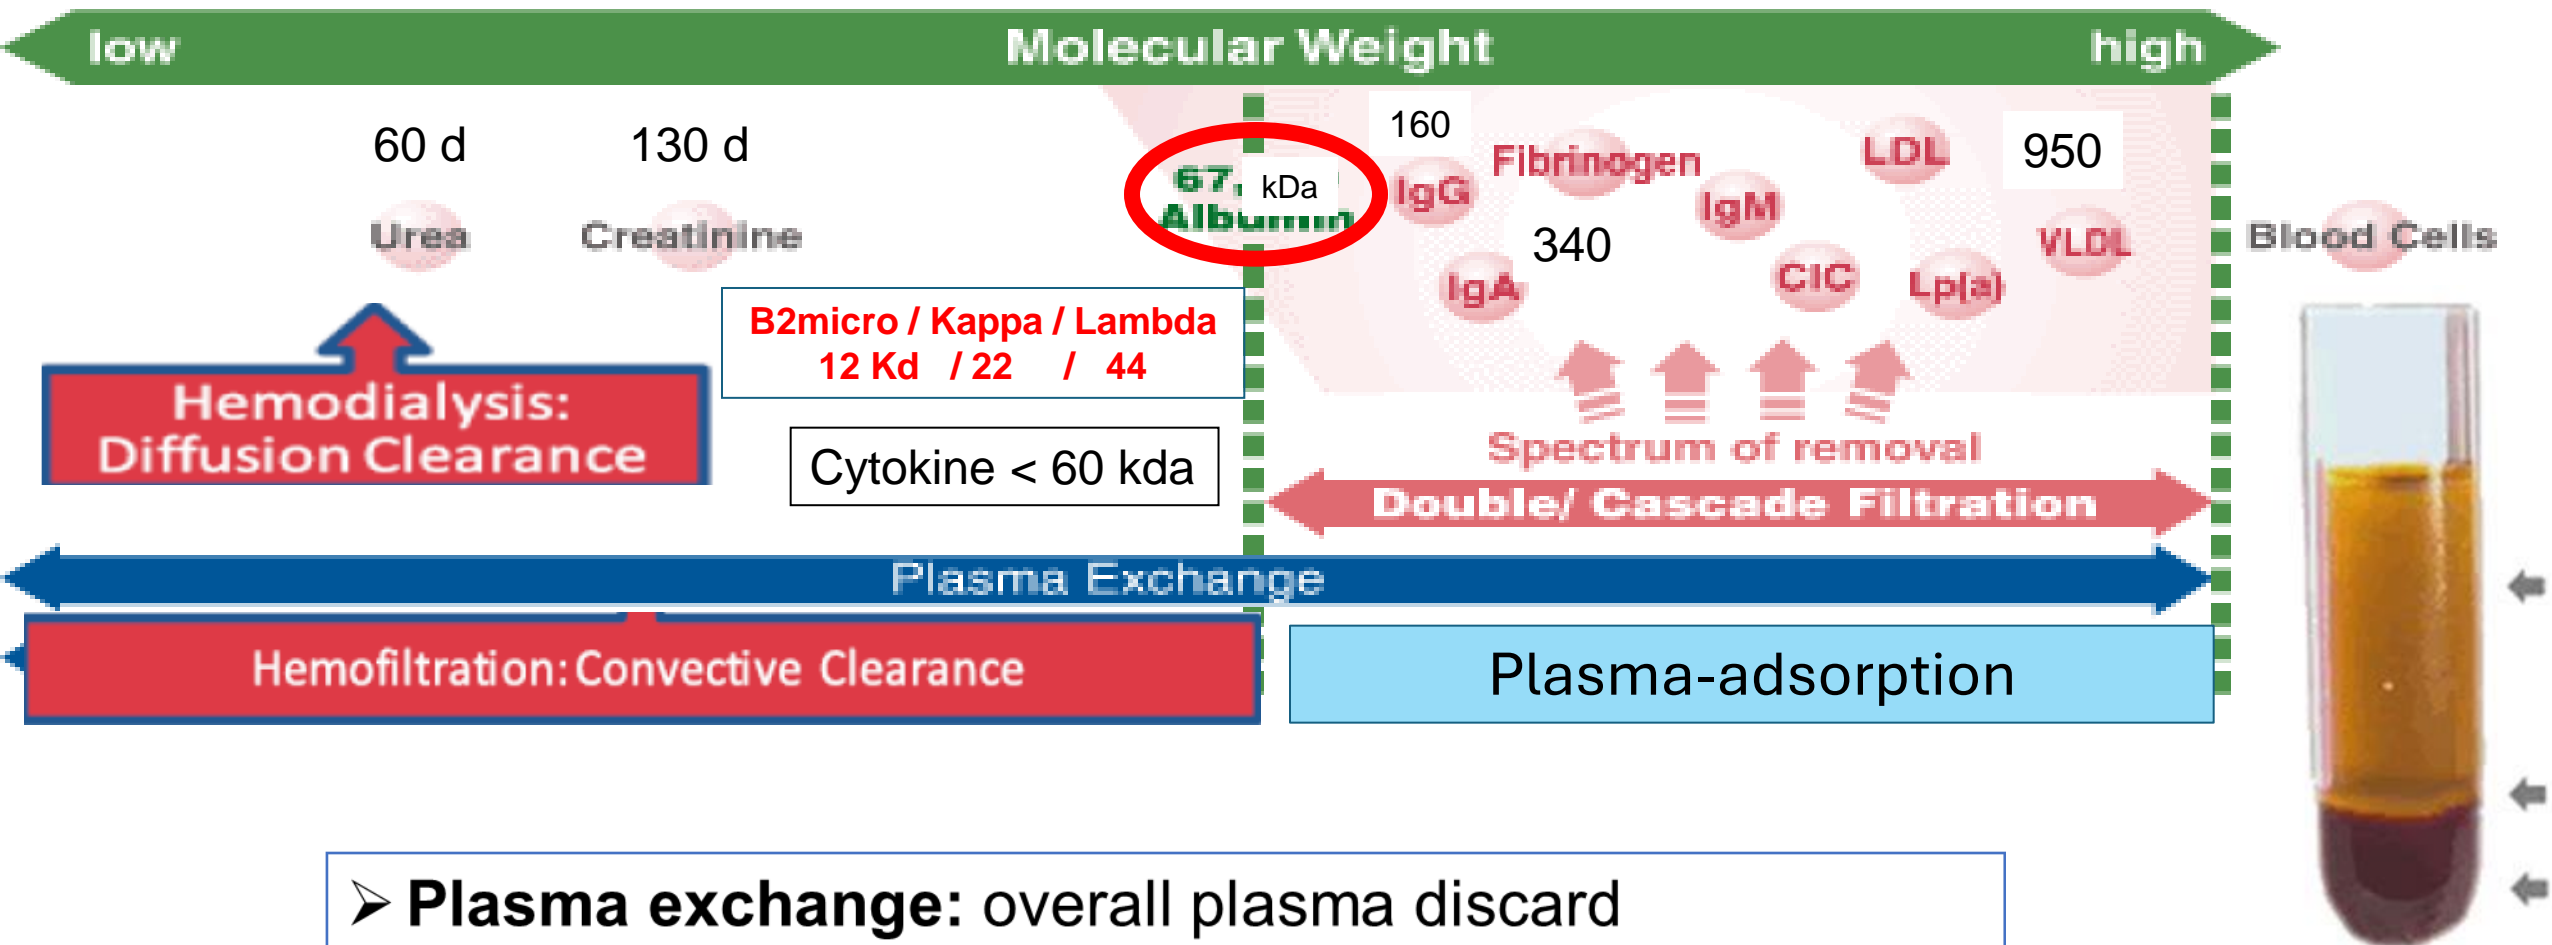 low Molecular Weight high
60 d 130 d
160
950
67. kDa
Albumin
IgG
Fibrinogen
IgM
LDL
Urea
Creatinine
340
IgA
CIC
Lp(a)
VLDL
Blood Cells
B2micro / Kappa / Lambda
12 Kd / 22 / 44
Hemodialysis:
Diffusion Clearance
Cytokine < 60 kda
Spectrum of removal
Double/ Cascade Filtration
Plasma Exchange
Hemofiltration: Convective Clearance
Plasma-adsorption
➢ Plasma exchange: overall plasma discard